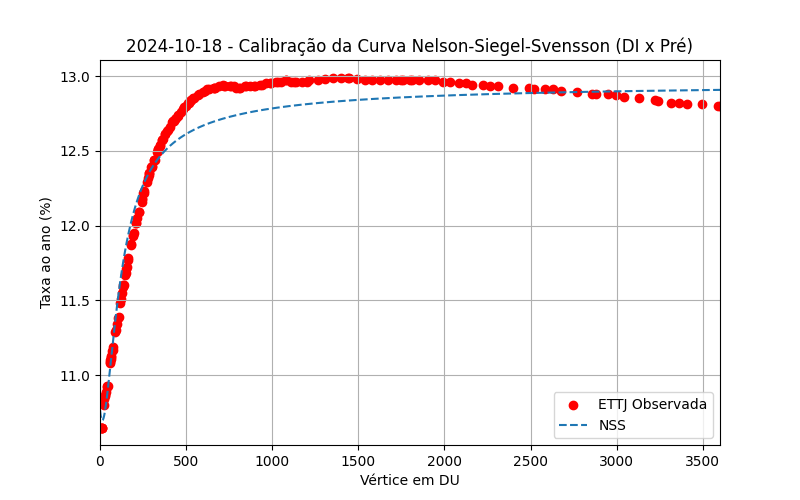 2024-10-18 - Calibração da Curva Nelson-Siegel-Svensson (DI x Pré)
Taxa ao ano (%)
13.0
12.5
12.0
11.5
11.0
ETTJ Observada
NSS
0 500 1000 1500 2000 2500 3000 3500
Vértice em DU